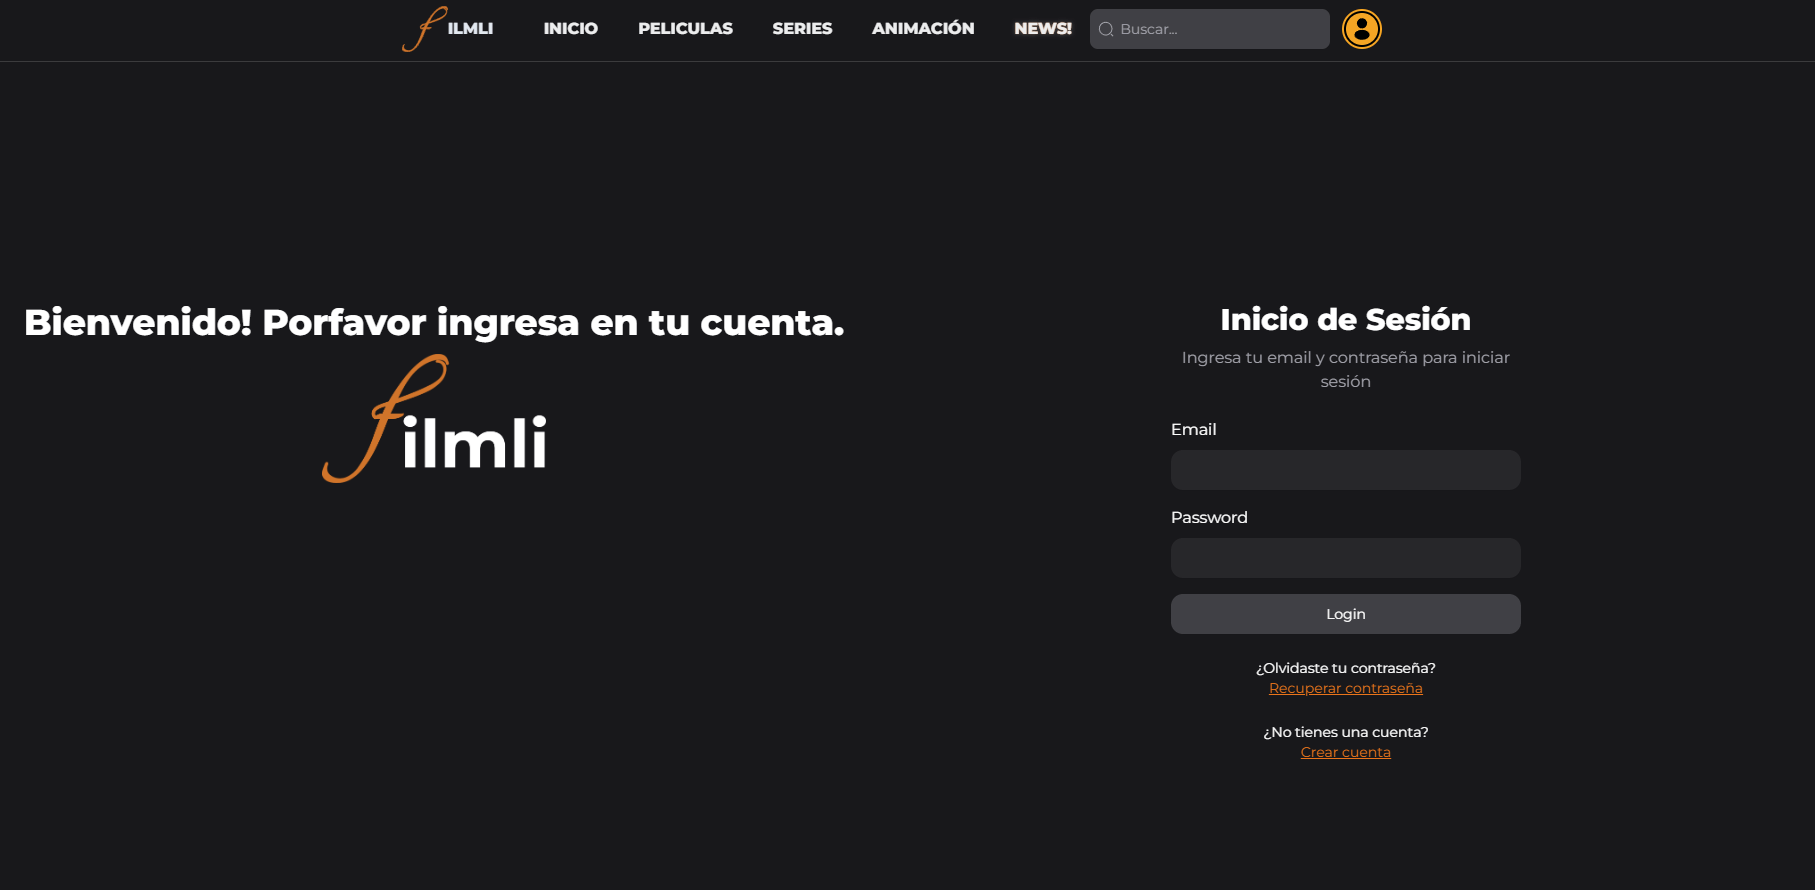 filmli INICIO PELICULAS SERIES ANIMACIÓN NEWS! Buscar...
Bienvenido! Porfavor ingresa en tu cuenta.
filmli
Inicio de Sesión
Ingresa tu email y contraseña para iniciar
sesión
Email
Password
Login
¿Olvidaste tu contraseña?
Recuperar contraseña
¿No tienes una cuenta?
Crear cuenta